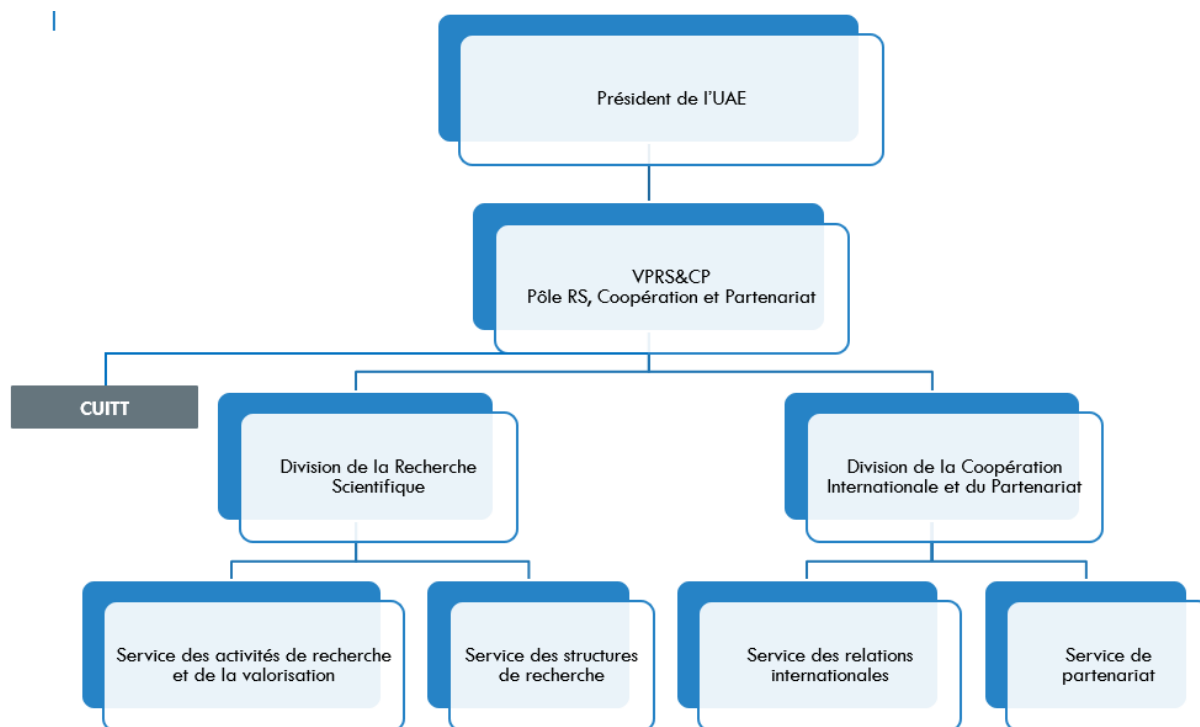 Président de l'UAE
VPRS&CP
Pôle RS, Coopération et Partenariat
CUITT
Division de la Recherche
Scientifique
Division de la Coopération
Internationale et du Partenariat
Service des activités de recherche
et de la valorisation
Service des structures
de recherche
Service des relations
internationales
Service de
partenariat